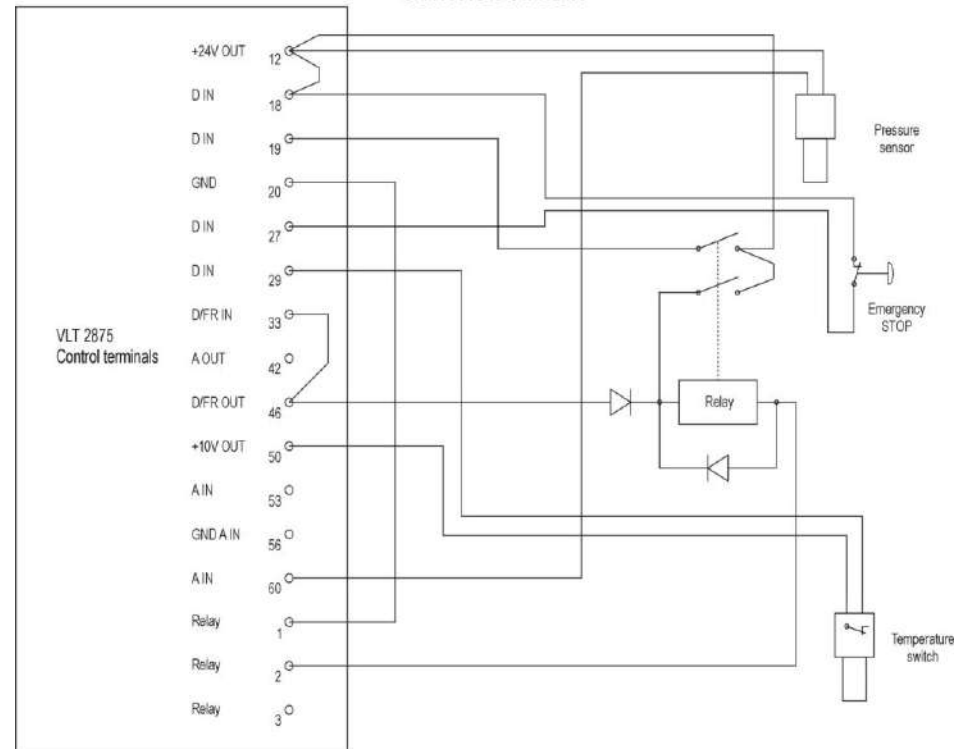 +24V OUT 12
D IN 18
D IN 19
GND 20
D IN 27
D IN 29
D/FR IN 33
A OUT 42
D/FR OUT 46
+10V OUT 50
A IN 53
GND A IN 56
A IN 60
Relay 1
Relay 2
Relay 3
VLT 2875
Control terminals
Pressure
sensor
Emergency
STOP
Relay
Temperature
switch